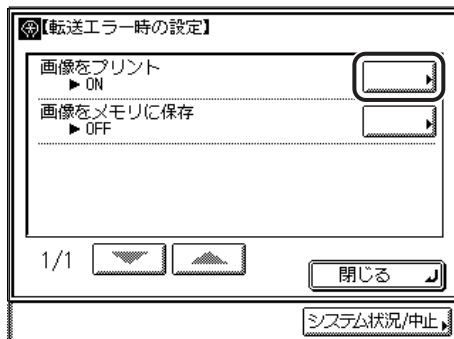 【転送エラー時の設定】
画像をプリント
▶ ON
画像をメモリに保存
▶ OFF
1/1
閉じる
システム状況/中止